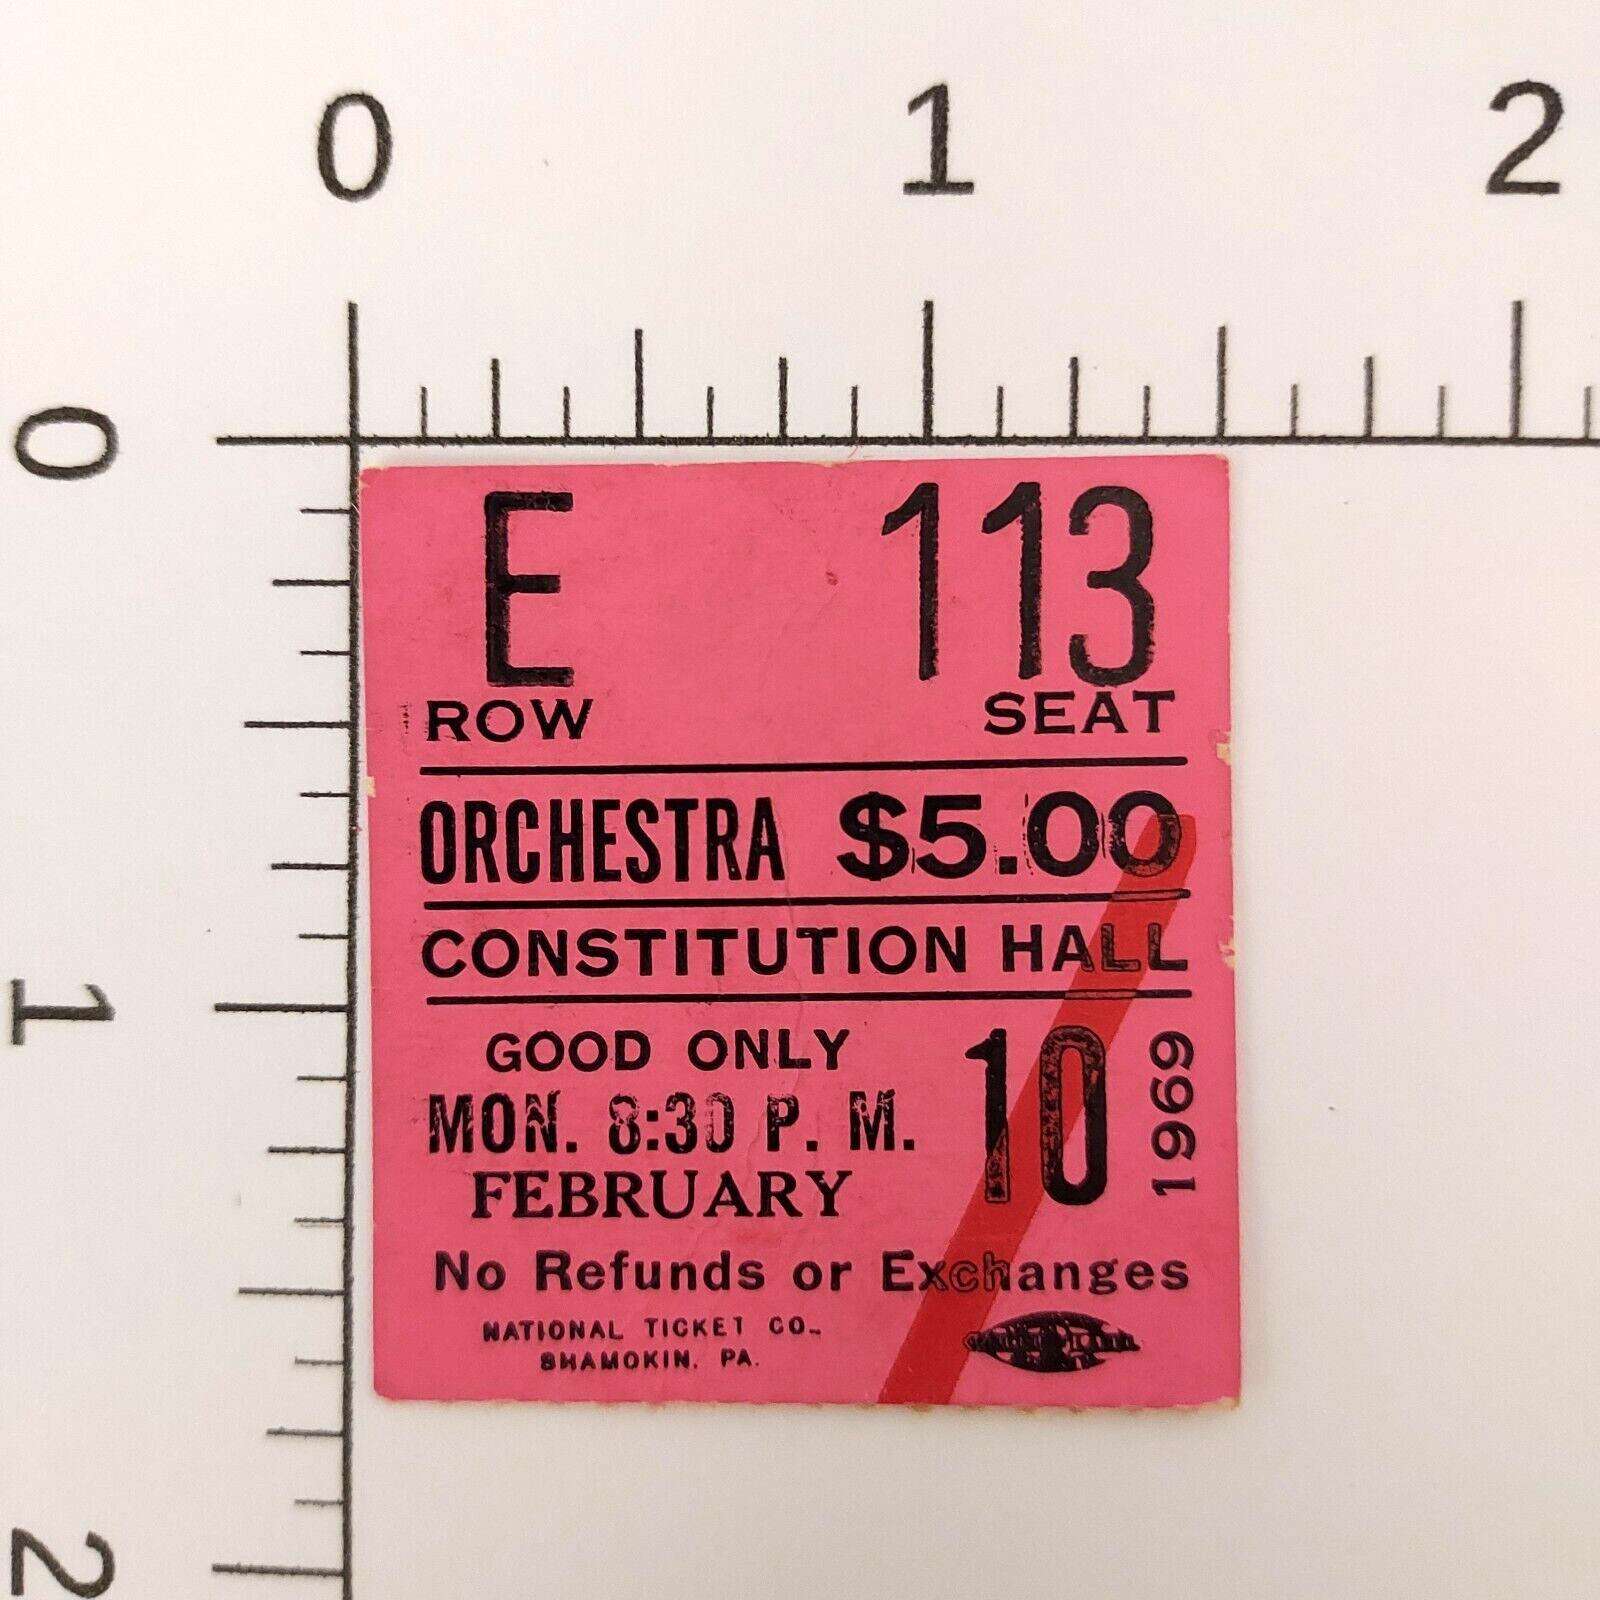 0 1 2
0
1
2
E 113
ROW SEAT
ORCHESTRA $5.00
CONSTITUTION HALL
GOOD ONLY
MON. 8:30 P. M.
FEBRUARY
10
1969
No Refunds or Exchanges
NATIONAL TICKET CO.
SHAMOKIN, PA.